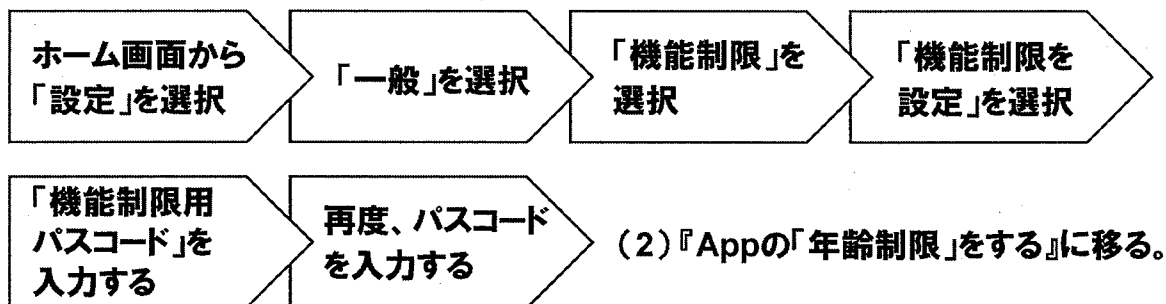 ホーム画面から
「設定」を選択
「一般」を選択
「機能制限」を
選択
「機能制限を
設定」を選択
「機能制限用
パスコード」を
入力する
再度、パスコード
を入力する
（2）『Appの「年齢制限」をする』に移る。